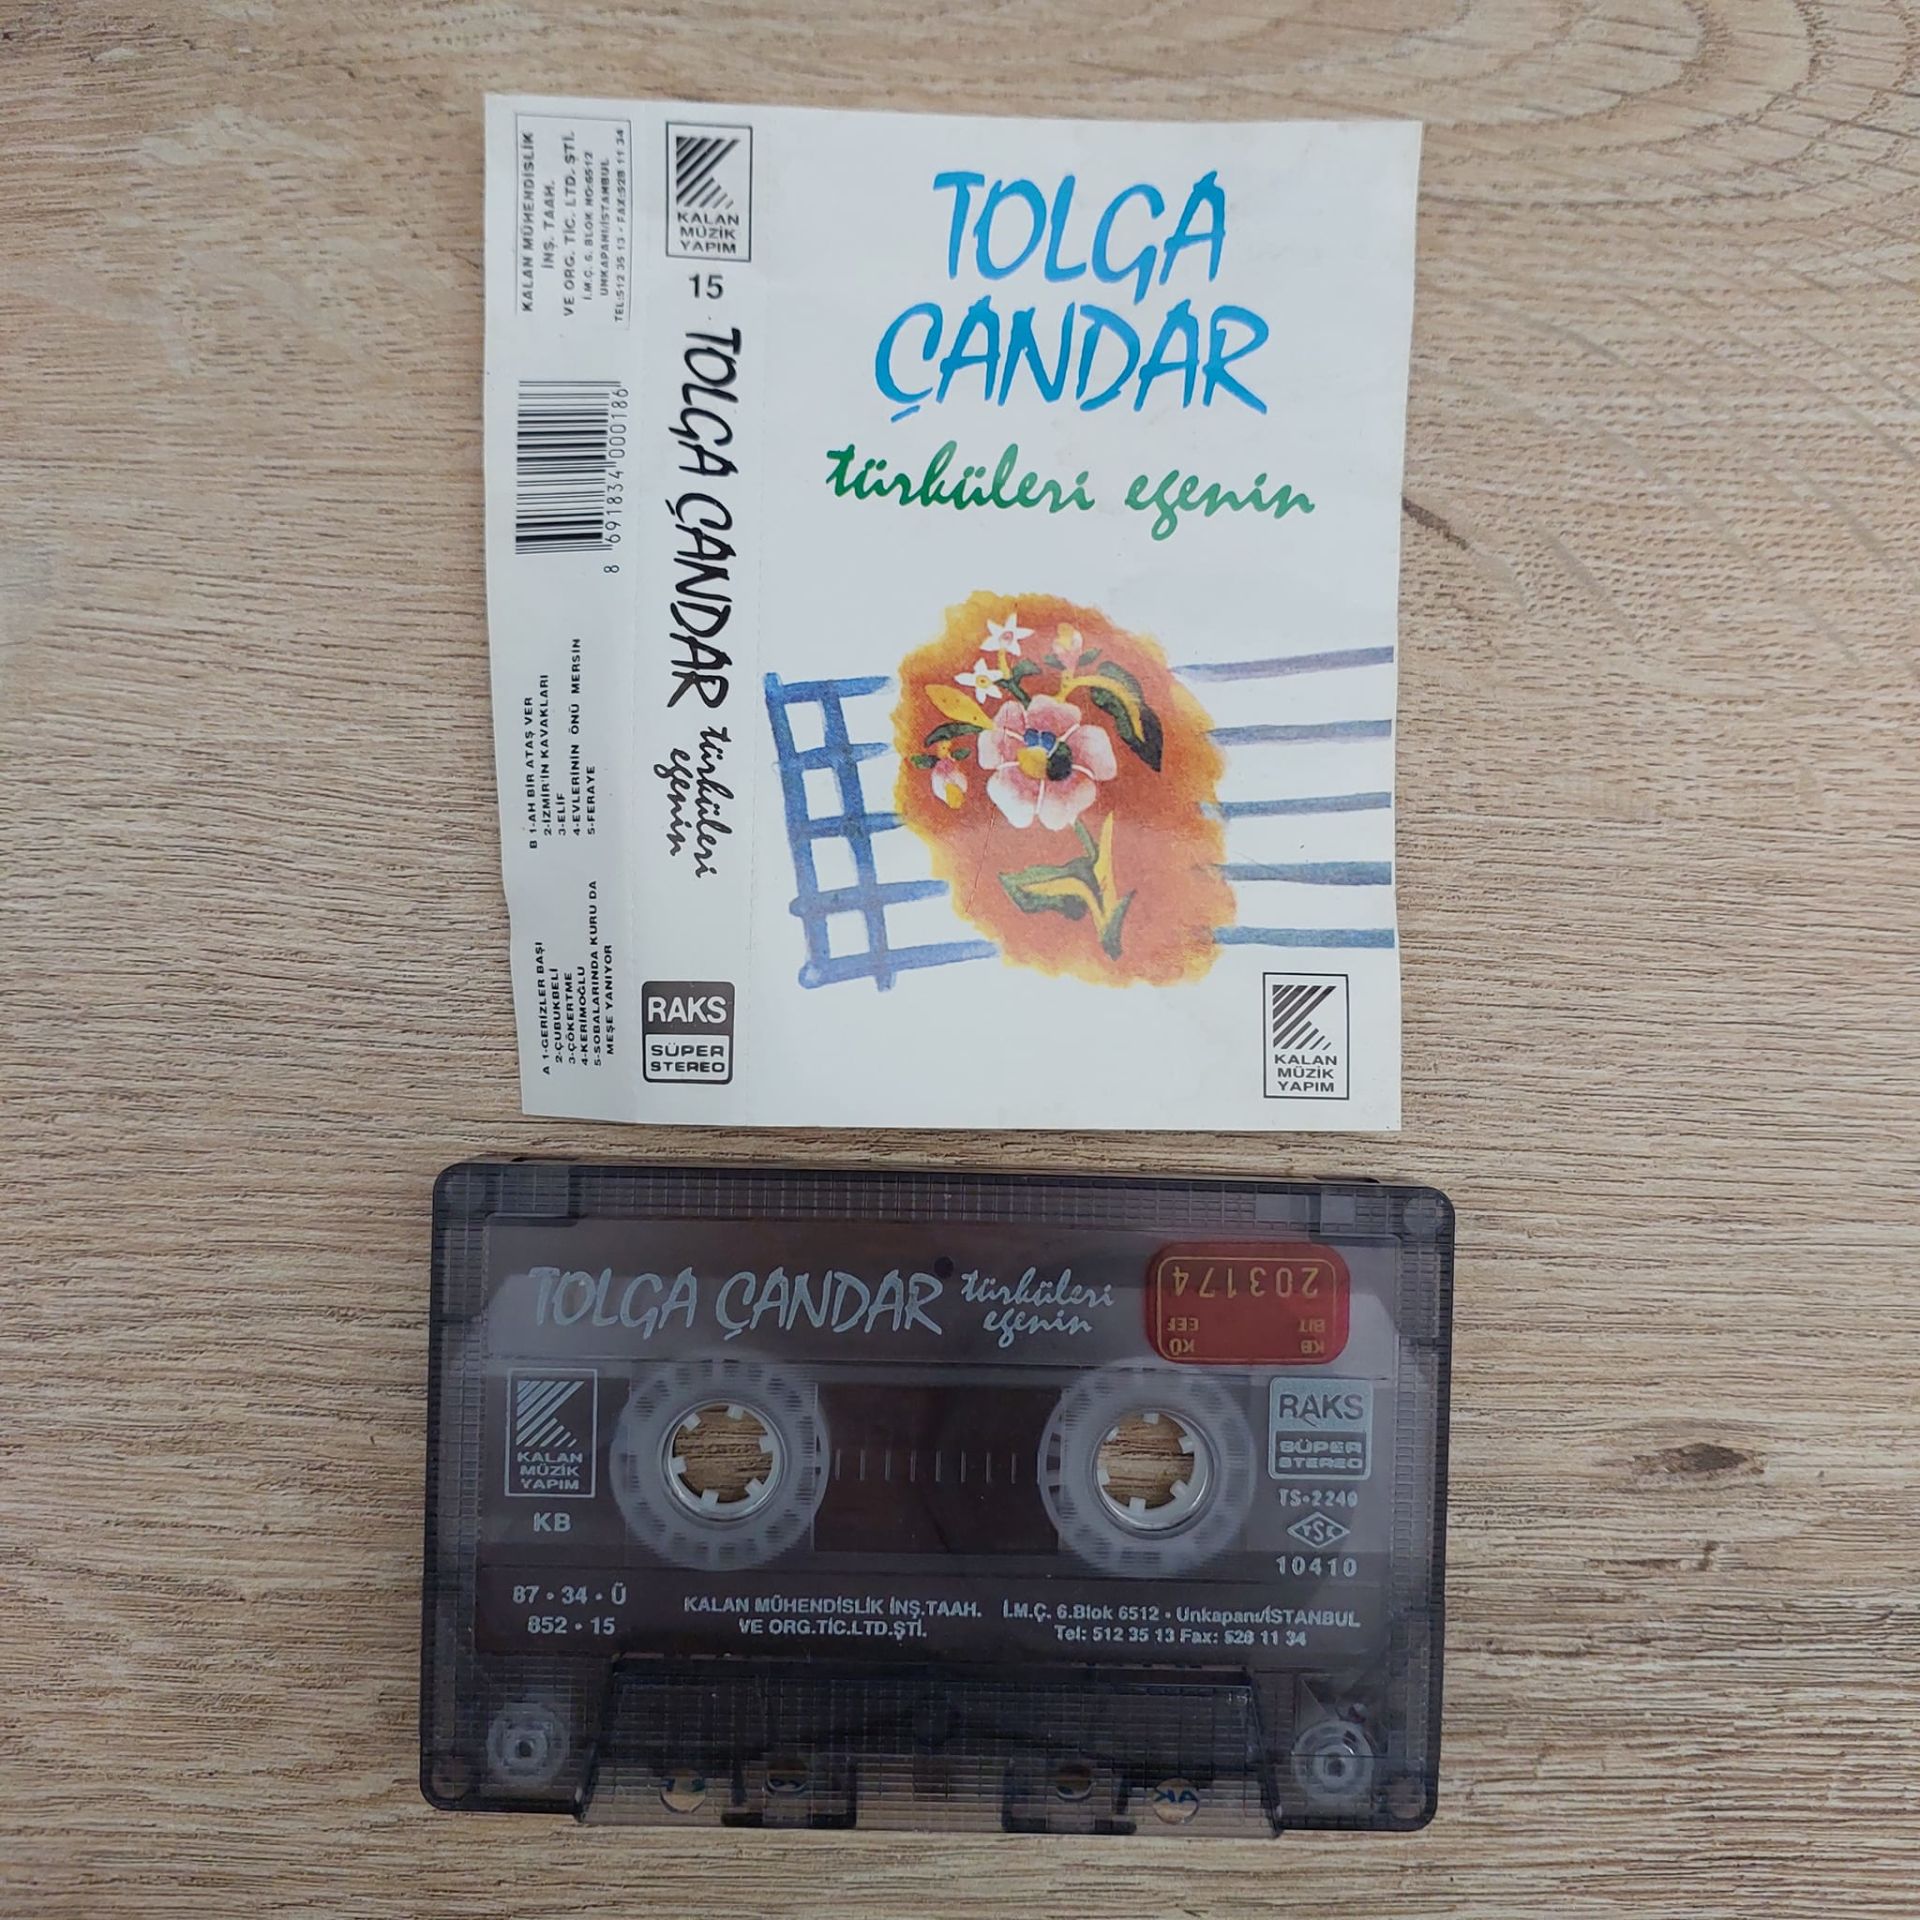 KALAN MÜHENDİSLİK
İNŞ. TAAH.
VE ORG. TİC. LTD. ŞTİ.
İ.M.Ç. 6. BLOK NO:6512
UNKAPANI/İSTANBUL
TEL:512 35 13 - FAX:528 11 34
8 691834 000186
B 1-AH BİR ATAŞ VER
2-İZMİR'İN KAVAKLARI
3-ELİF
4-EVLERİNİN ÖNÜ MERSİN
5-FERAYE
A 1-GERİZLER BAŞI
2-ÇUBUKBELİ
3-ÇÖKERTME
4-KERİMOĞLU
5-SOBALARINDA KURU DA
MEŞE YANIYOR
KALAN
MÜZİK
YAPIM
15
TOLGA ÇANDAR türküleri
egenin
RAKS
SÜPER
STEREO
TOLGA
ÇANDAR
türküleri egenin
KALAN
MÜZİK
YAPIM
TOLGA ÇANDAR türküleri
egenin
203174
KB KÜ
BIT EEF
KALAN
MÜZİK
YAPIM
KB
RAKS
SÜPER
STEREO
TS-2240
TSE
10410
87 • 34 • Ü
852 • 15
KALAN MÜHENDİSLİK İNŞ.TAAH.
VE ORG.TİC.LTD.ŞTİ.
İ.M.Ç. 6.Blok 6512 • Unkapanı/İSTANBUL
Tel: 512 35 13 Fax: 528 11 34